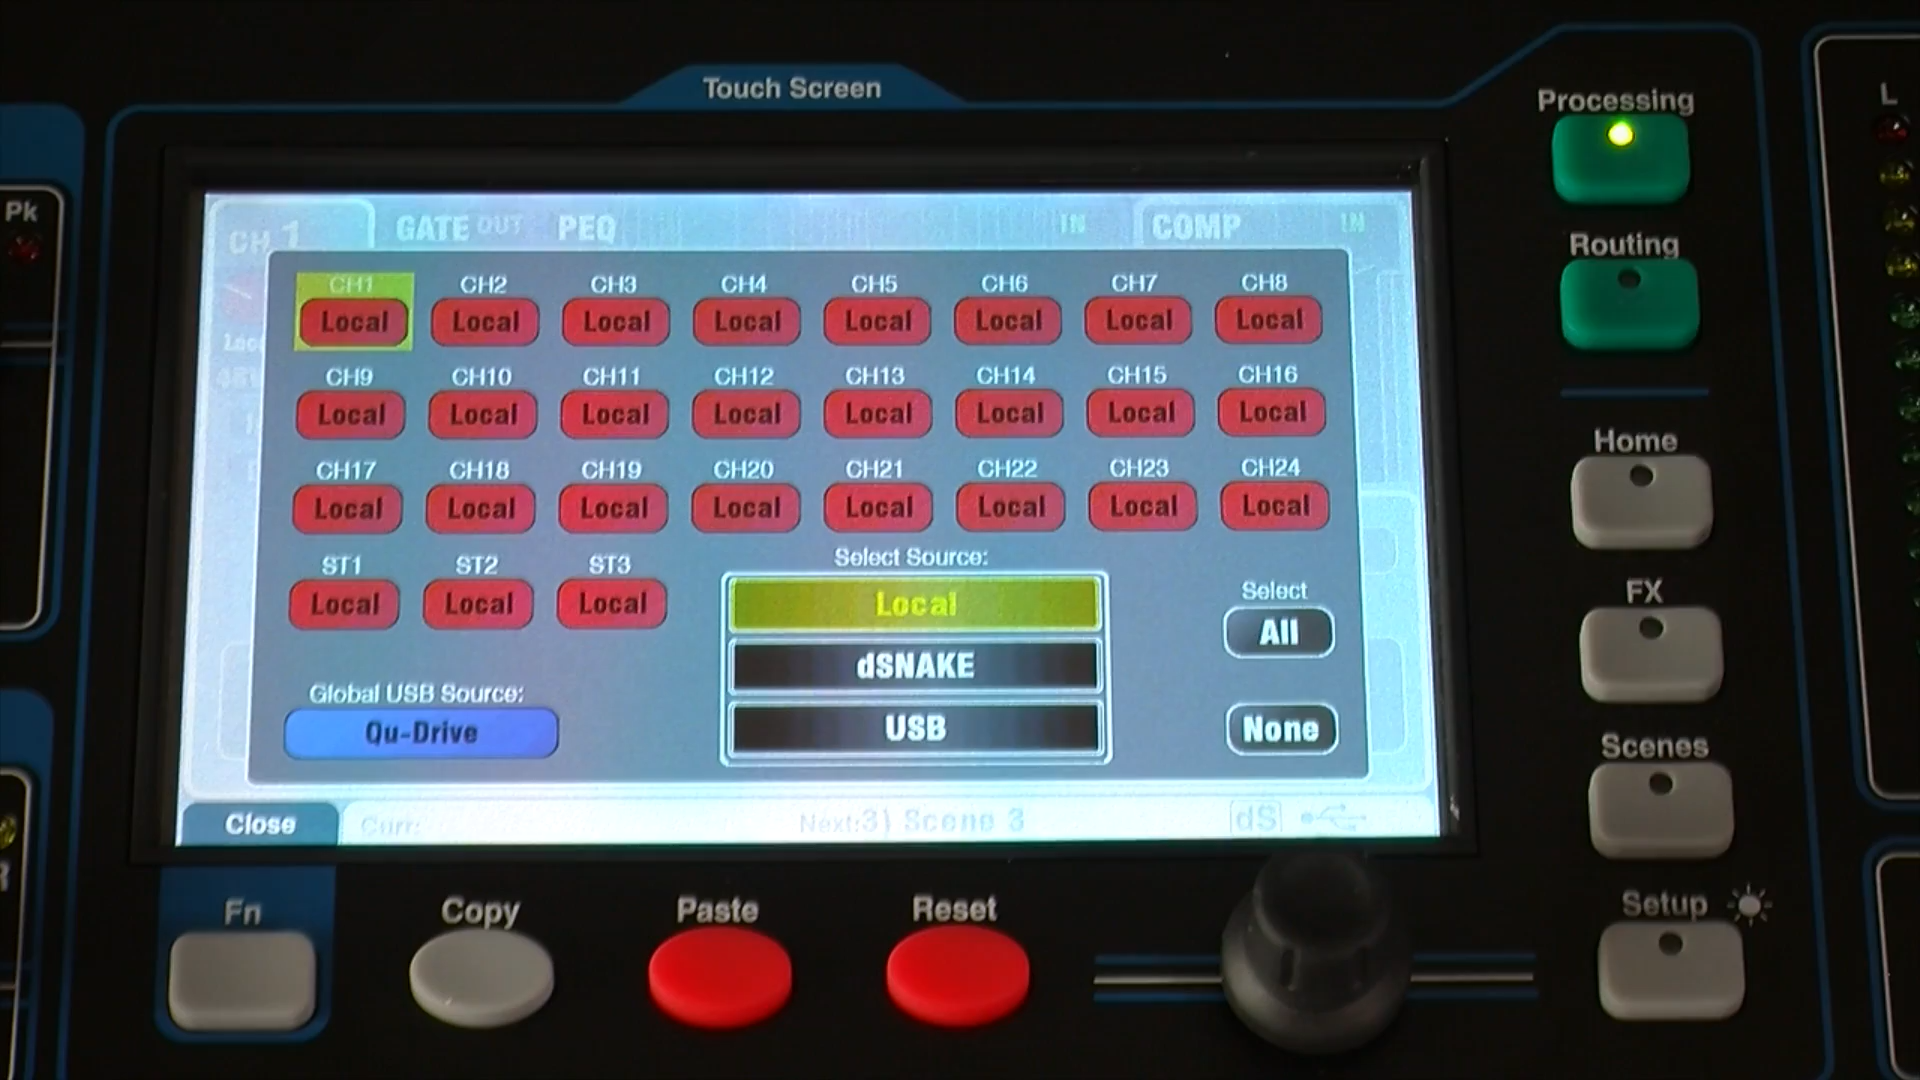 Touch Screen
Processing
L
Pk
Routing
CH 1
GATE OUT
PEQ
IN
COMP
IN
CH1 CH2 CH3 CH4 CH5 CH6 CH7 CH8
Local Local Local Local Local Local Local Local
CH9 CH10 CH11 CH12 CH13 CH14 CH15 CH16
Local Local Local Local Local Local Local Local
CH17 CH18 CH19 CH20 CH21 CH22 CH23 CH24
Local Local Local Local Local Local Local Local
ST1 ST2 ST3
Local Local Local
Select Source:
Local
dSNAKE
USB
Select
All
None
Global USB Source:
Qu-Drive
Close
Curr:
Next:3) Scene 3
dS
Home
FX
Scenes
Setup
Fn
Copy
Paste
Reset